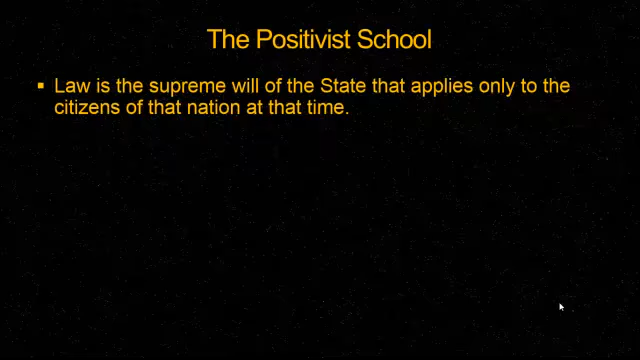 The Positivist School
▪ Law is the supreme will of the State that applies only to the
citizens of that nation at that time.